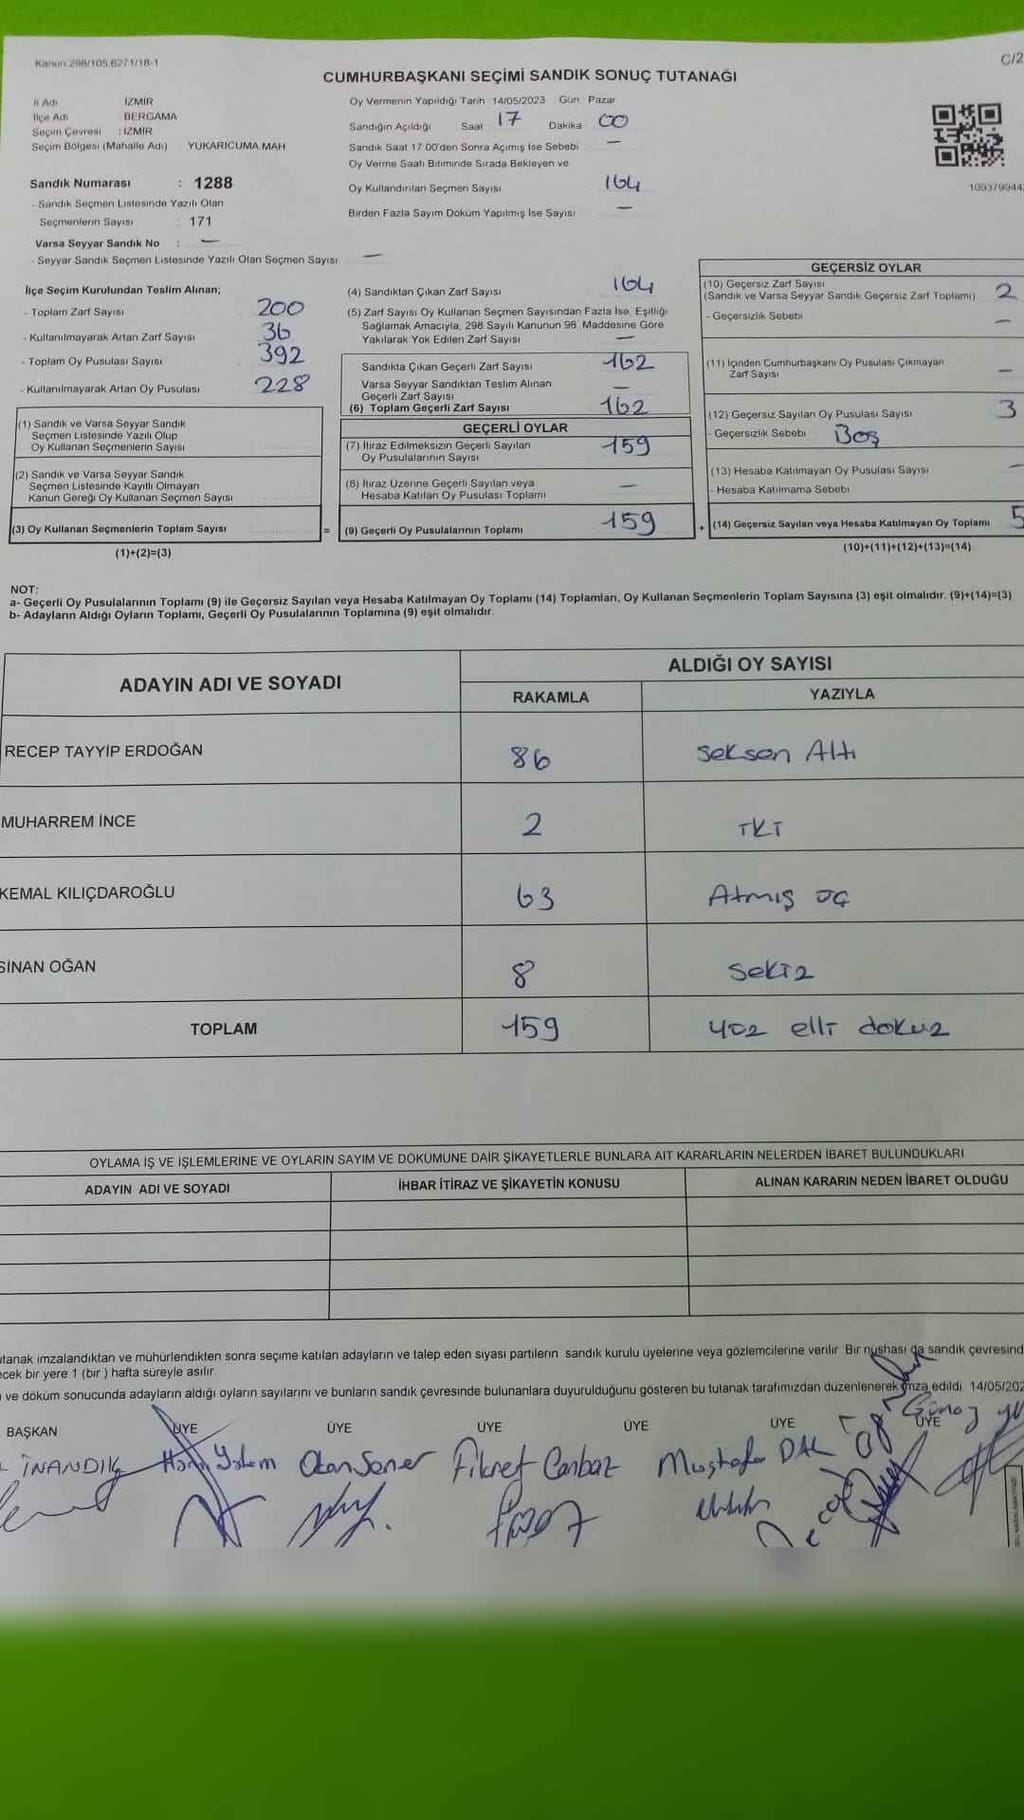 Kanun 298/105,6271/18-1
C/2
CUMHURBAŞKANI SEÇİMİ SANDIK SONUÇ TUTANAĞI
İl Adı İZMİR
İlçe Adı BERGAMA
Seçim Çevresi : İZMİR
Seçim Bölgesi (Mahalle Adı) YUKARICUMA MAH
Sandık Numarası : 1288
- Sandık Seçmen Listesinde Yazılı Olan
Seçmenlerin Sayısı : 171
Varsa Seyyar Sandık No : —
- Seyyar Sandık Seçmen Listesinde Yazılı Olan Seçmen Sayısı —
Oy Vermenin Yapıldığı Tarih 14/05/2023 Gün : Pazar
Sandığın Açıldığı Saat 17 Dakika 00
Sandık Saat 17:00'den Sonra Açılmış İse Sebebi —
Oy Verme Saati Bitiminde Sırada Bekleyen ve
Oy Kullandırılan Seçmen Sayısı 164
Birden Fazla Sayım Döküm Yapılmış İse Sayısı —
109379944
İlçe Seçim Kurulundan Teslim Alınan;
- Toplam Zarf Sayısı 200
- Kullanılmayarak Artan Zarf Sayısı 36
- Toplam Oy Pusulası Sayısı 392
- Kullanılmayarak Artan Oy Pusulası 228
(1) Sandık ve Varsa Seyyar Sandık
Seçmen Listesinde Yazılı Olup
Oy Kullanan Seçmenlerin Sayısı
(2) Sandık ve Varsa Seyyar Sandık
Seçmen Listesinde Kayıtlı Olmayan
Kanun Gereği Oy Kullanan Seçmen Sayısı
(3) Oy Kullanan Seçmenlerin Toplam Sayısı =
(1)+(2)=(3)
(4) Sandıktan Çıkan Zarf Sayısı 164
(5) Zarf Sayısı Oy Kullanan Seçmen Sayısından Fazla İse, Eşitliği
Sağlamak Amacıyla, 298 Sayılı Kanunun 98. Maddesine Göre
Yakılarak Yok Edilen Zarf Sayısı —
Sandıkta Çıkan Geçerli Zarf Sayısı 162
Varsa Seyyar Sandıktan Teslim Alınan
Geçerli Zarf Sayısı —
(6) Toplam Geçerli Zarf Sayısı 162
GEÇERLİ OYLAR
(7) İtiraz Edilmeksizin Geçerli Sayılan
Oy Pusulalarının Sayısı 159
(8) İtiraz Üzerine Geçerli Sayılan veya
Hesaba Katılan Oy Pusulası Toplamı —
(9) Geçerli Oy Pusulalarının Toplamı 159 +
GEÇERSİZ OYLAR
(10) Geçersiz Zarf Sayısı
(Sandık ve Varsa Seyyar Sandık Geçersiz Zarf Toplamı) 2
- Geçersizlik Sebebi —
(11) İçinden Cumhurbaşkanı Oy Pusulası Çıkmayan
Zarf Sayısı —
(12) Geçersiz Sayılan Oy Pusulası Sayısı 3
- Geçersizlik Sebebi Boş
(13) Hesaba Katılmayan Oy Pusulası Sayısı —
- Hesaba Katılmama Sebebi
(14) Geçersiz Sayılan veya Hesaba Katılmayan Oy Toplamı 5
(10)+(11)+(12)+(13)=(14)
NOT:
a- Geçerli Oy Pusulalarının Toplamı (9) ile Geçersiz Sayılan veya Hesaba Katılmayan Oy Toplamı (14) Toplamları, Oy Kullanan Seçmenlerin Toplam Sayısına (3) eşit olmalıdır. (9)+(14)=(3)
b- Adayların Aldığı Oyların Toplamı, Geçerli Oy Pusulalarının Toplamına (9) eşit olmalıdır.
ADAYIN ADI VE SOYADI ALDIĞI OY SAYISI
RAKAMLA YAZIYLA
RECEP TAYYİP ERDOĞAN 86 Seksen Altı
MUHARREM İNCE 2 İKİ
KEMAL KILIÇDAROĞLU 63 Atmış üç
SİNAN OĞAN 8 Sekiz
TOPLAM 159 yüz elli dokuz
OYLAMA İŞ VE İŞLEMLERİNE VE OYLARIN SAYIM VE DÖKÜMÜNE DAİR ŞİKAYETLERLE BUNLARA AİT KARARLARIN NELERDEN İBARET BULUNDUKLARI
ADAYIN ADI VE SOYADI İHBAR İTİRAZ VE ŞİKAYETİN KONUSU ALINAN KARARIN NEDEN İBARET OLDUĞU
utanak imzalandıktan ve mühürlendikten sonra seçime katılan adayların ve talep eden siyasi partilerin sandık kurulu üyelerine veya gözlemcilerine verilir. Bir nüshası da sandık çevresind
ecek bir yere 1 (bir) hafta süreyle asılır.
ve döküm sonucunda adayların aldığı oyların sayılarını ve bunların sandık çevresinde bulunanlara duyurulduğunu gösteren bu tutanak tarafımızdan düzenlenerek imza edildi. 14/05/202
BAŞKAN ÜYE ÜYE ÜYE ÜYE ÜYE ÜYE
İNANDIK Okan Şener Fikret Canbaz Mustafa DAL